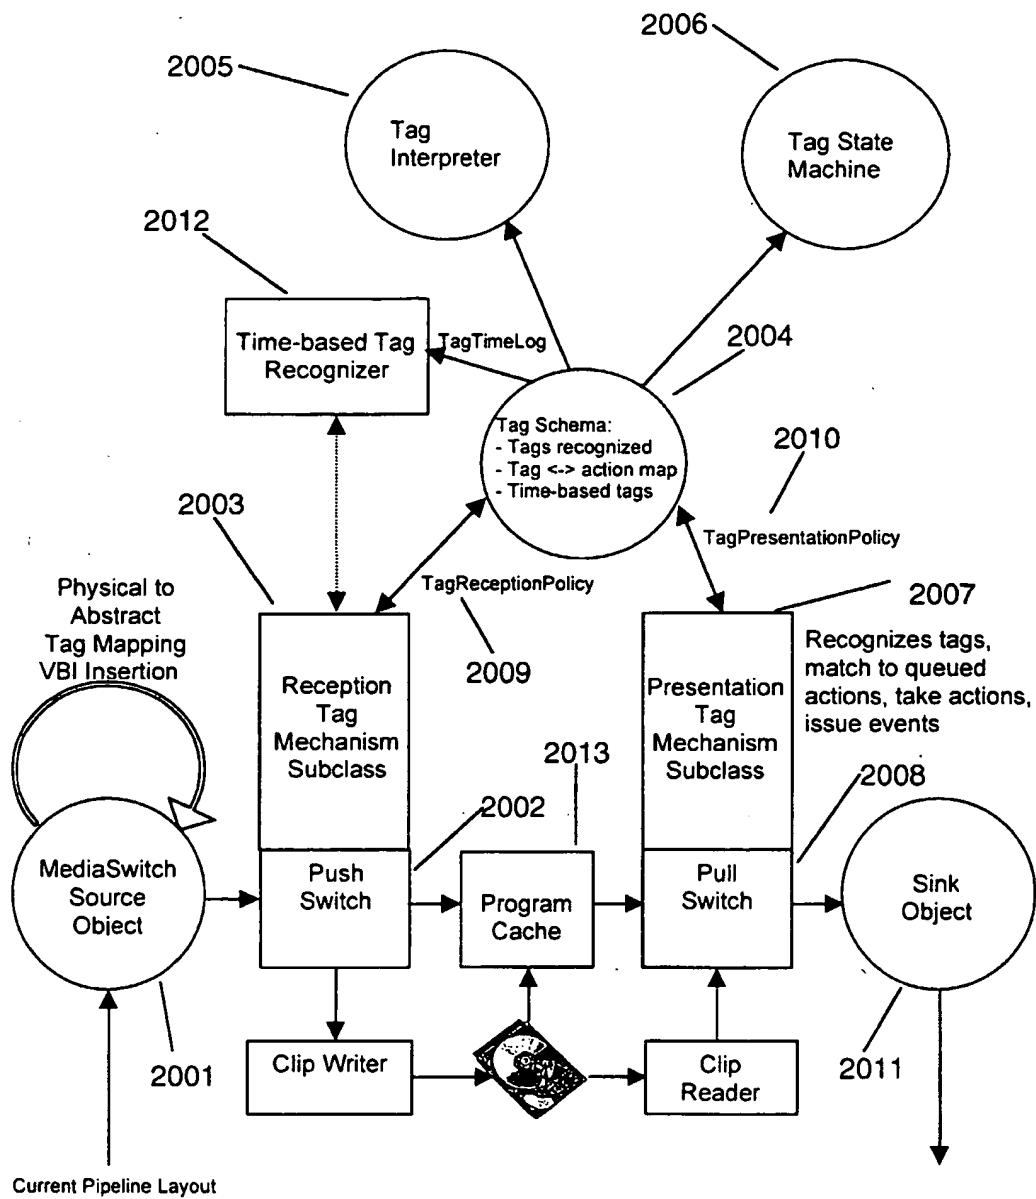 2006
2005
Tag
Interpreter
Tag State
Machine
2012
2004
Time-based Tag
Recognizer
TagTimeLog
Tag Schema:
- Tags recognized
- Tag <-> action map
- Time-based tags
2010
2003
TagPresentationPolicy
TagReceptionPolicy
Physical to
Abstract
Tag Mapping
VBI Insertion
2009
2007
Recognizes tags,
match to queued
actions, take actions,
issue events
Reception
Tag
Mechanism
Subclass
Presentation
Tag
Mechanism
Subclass
2013
2002
2008
MediaSwitch
Source
Object
Push
Switch
Program
Cache
Pull
Switch
Sink
Object
2001
Clip Writer
Clip
Reader
2011
Current Pipeline Layout